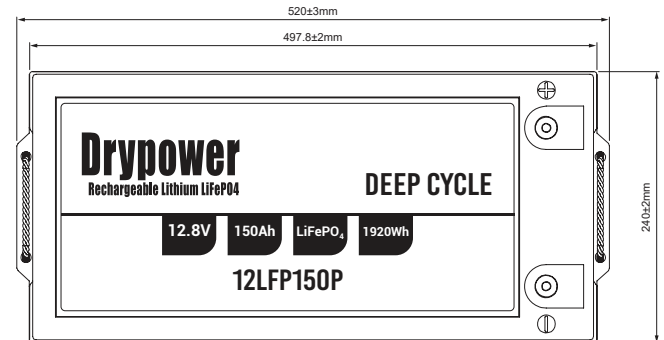 520±3mm
497.8±2mm
Drypower
Rechargeable Lithium LiFePO4
DEEP CYCLE
240±2mm
12.8V 150Ah LiFePO₄ 1920Wh
12LFP150P